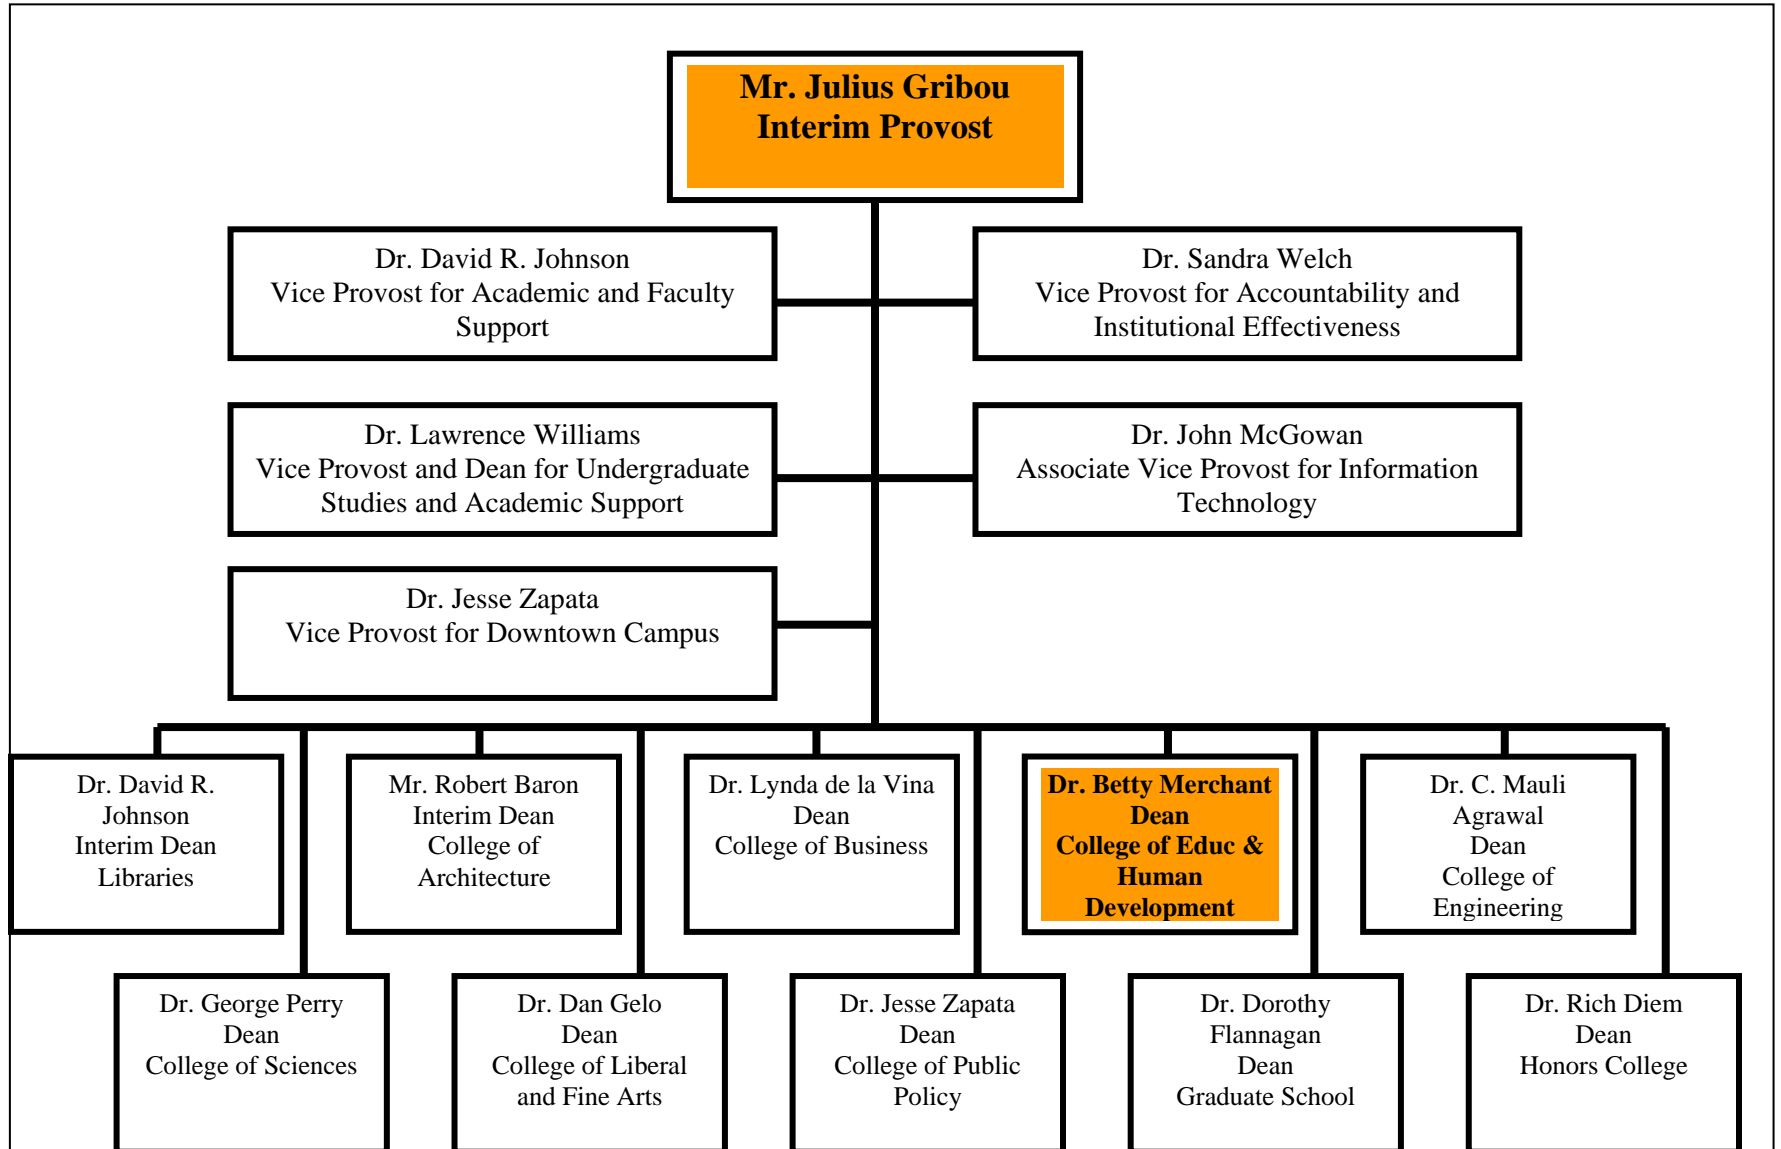 Mr. Julius Gribou
Interim Provost
Dr. David R. Johnson
Vice Provost for Academic and Faculty
Support
Dr. Sandra Welch
Vice Provost for Accountability and
Institutional Effectiveness
Dr. Lawrence Williams
Vice Provost and Dean for Undergraduate
Studies and Academic Support
Dr. John McGowan
Associate Vice Provost for Information
Technology
Dr. Jesse Zapata
Vice Provost for Downtown Campus
Dr. David R.
Johnson
Interim Dean
Libraries
Mr. Robert Baron
Interim Dean
College of
Architecture
Dr. Lynda de la Vina
Dean
College of Business
Dr. Betty Merchant
Dean
College of Educ &
Human
Development
Dr. C. Mauli
Agrawal
Dean
College of
Engineering
Dr. George Perry
Dean
College of Sciences
Dr. Dan Gelo
Dean
College of Liberal
and Fine Arts
Dr. Jesse Zapata
Dean
College of Public
Policy
Dr. Dorothy
Flannagan
Dean
Graduate School
Dr. Rich Diem
Dean
Honors College